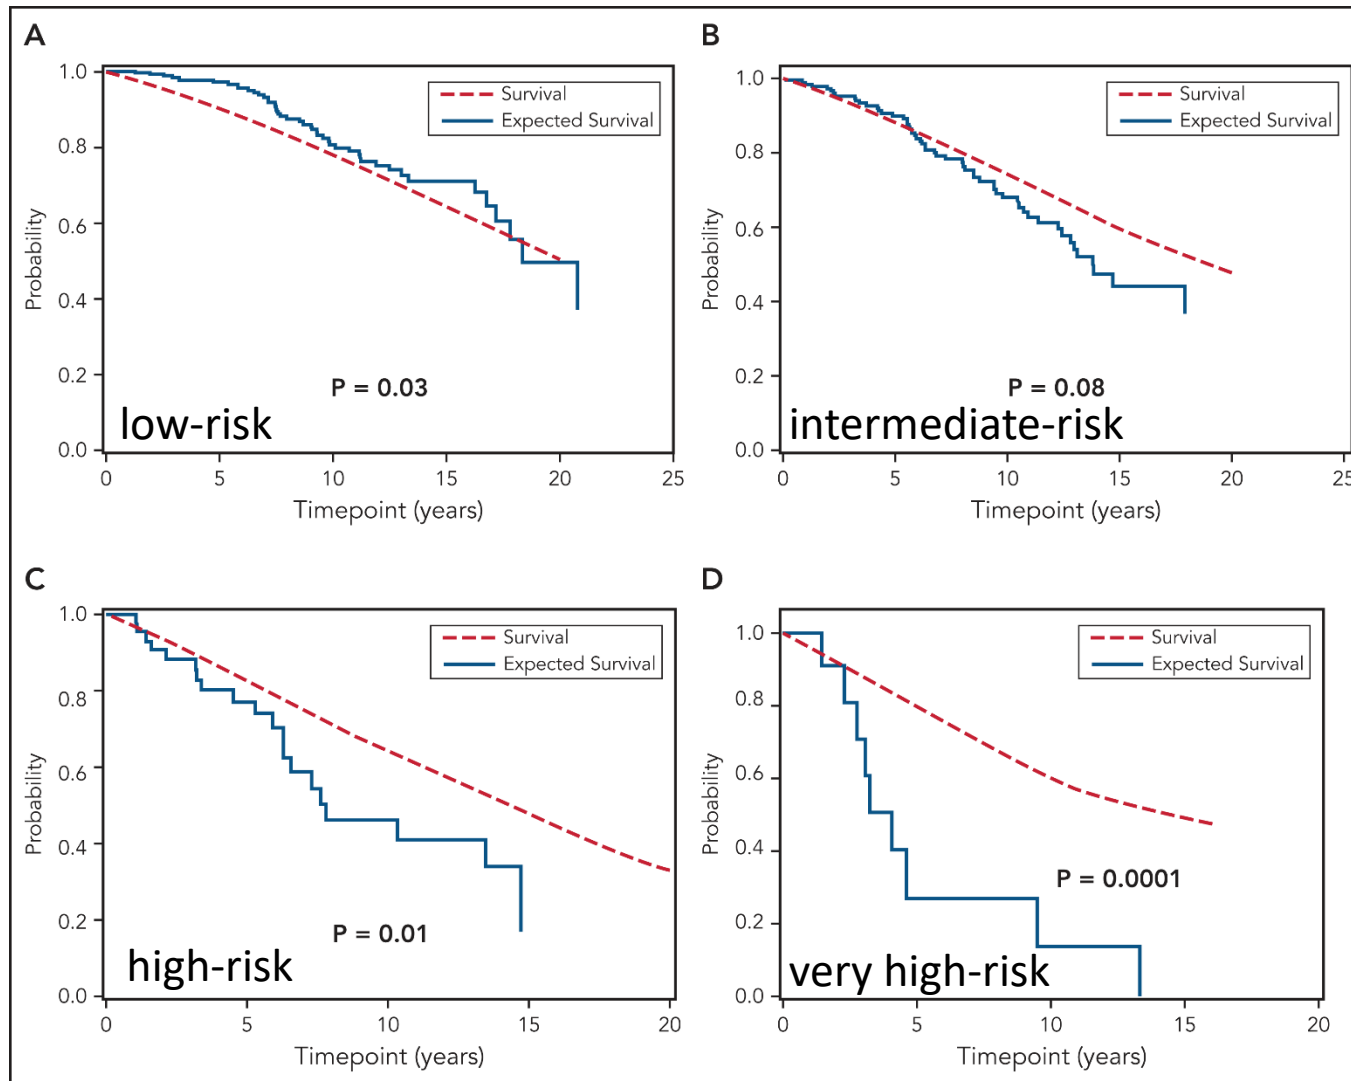 A
1.0
0.8
0.6
0.4
0.2
0.0
Probability
Survival
Expected Survival
P = 0.03
low-risk
0 5 10 15 20 25
Timepoint (years)
B
1.0
0.8
0.6
0.4
0.2
0.0
Probability
Survival
Expected Survival
P = 0.08
intermediate-risk
0 5 10 15 20 25
Timepoint (years)
C
1.0
0.8
0.6
0.4
0.2
0.0
Probability
Survival
Expected Survival
P = 0.01
high-risk
0 5 10 15 20
Timepoint (years)
D
1.0
0.8
0.6
0.4
0.2
0.0
Probability
Survival
Expected Survival
P = 0.0001
very high-risk
0 5 10 15 20
Timepoint (years)